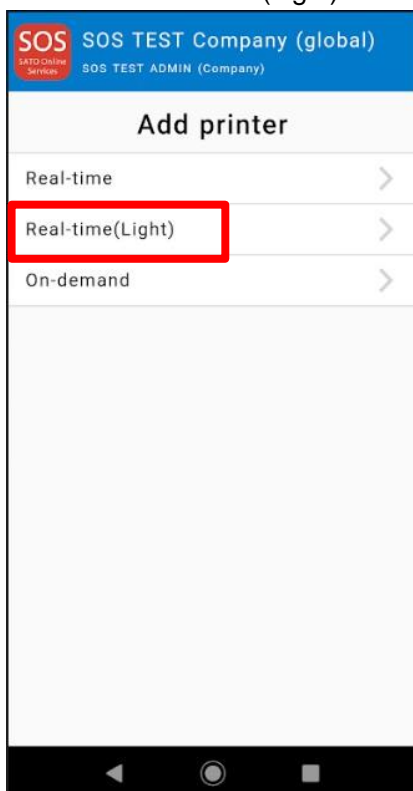 SOS SOS TEST Company (global)
SATO Online
Services SOS TEST ADMIN (Company)
Add printer
Real-time
Real-time(Light)
On-demand